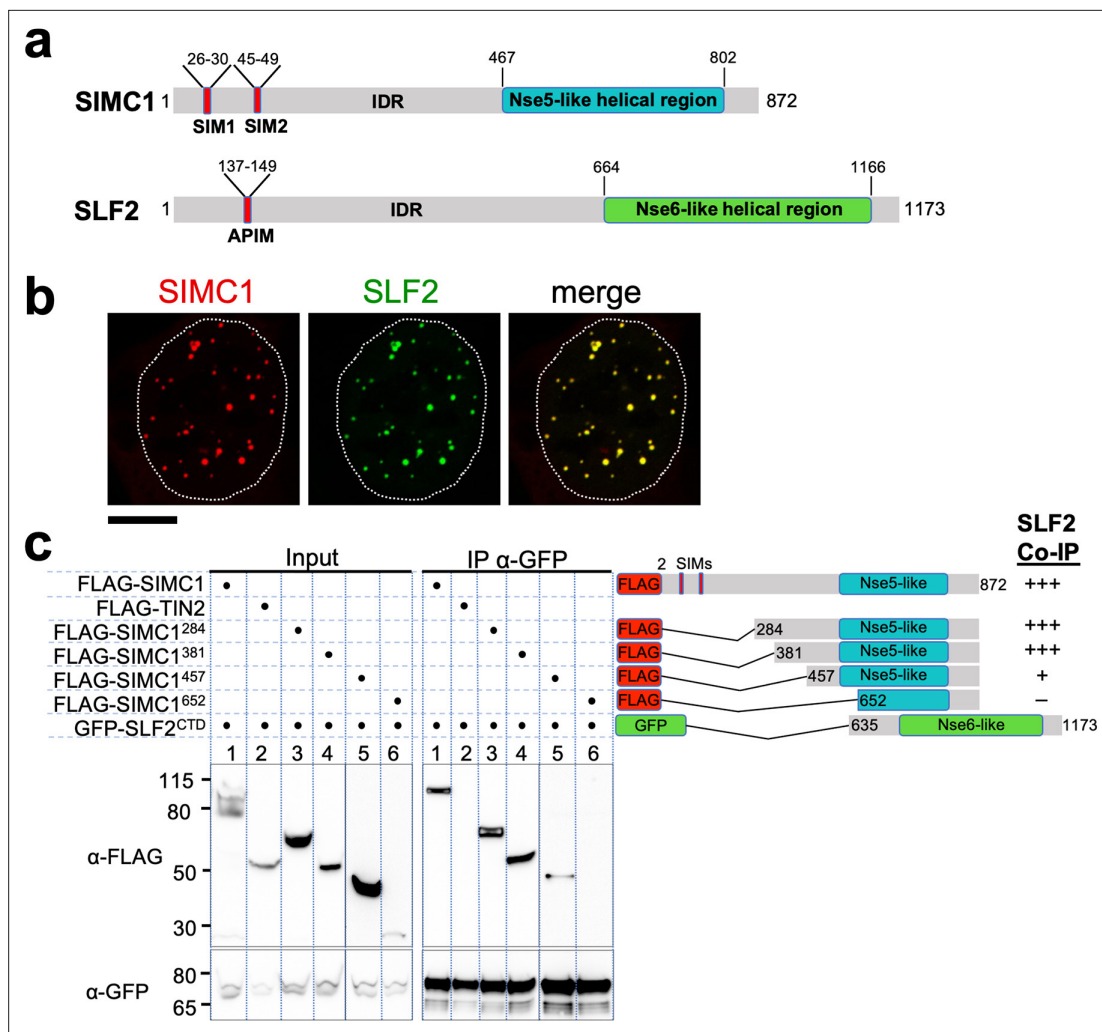 a
26-30 45-49 467 802
SIMC1 1 IDR Nse5-like helical region 872
SIM1 SIM2
137-149 664 1166
SLF2 1 IDR Nse6-like helical region 1173
APIM
b
SIMC1 SLF2 merge
c
Input IP α-GFP
SLF2
Co-IP
2 SIMs
FLAG-SIMC1 FLAG Nse5-like 872 +++
FLAG-TIN2
FLAG-SIMC1²⁸⁴ FLAG 284 Nse5-like +++
FLAG-SIMC1³⁸¹ FLAG 381 Nse5-like +++
FLAG-SIMC1⁴⁵⁷ FLAG 457 Nse5-like +
FLAG-SIMC1⁶⁵² FLAG 652 –
GFP-SLF2ᶜᵀᴰ GFP 635 Nse6-like 1173
1 2 3 4 5 6 1 2 3 4 5 6
115
80
α-FLAG
50
30
80
α-GFP
65